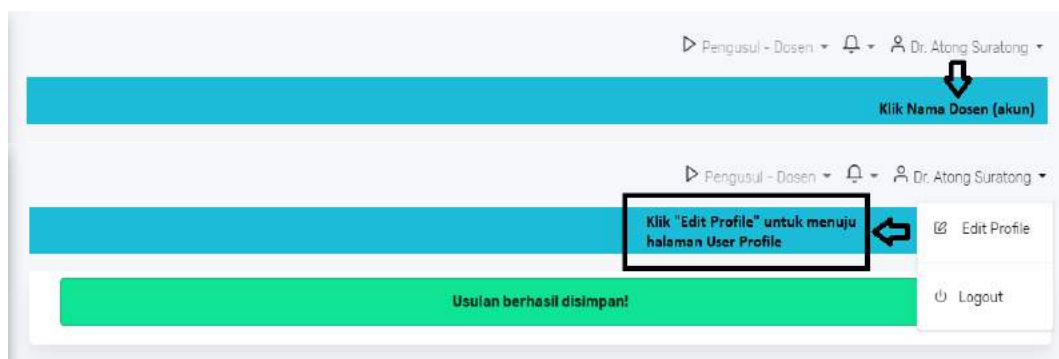 Pengusul - Dosen Dr. Atong Suratong
Klik Nama Dosen (akun)
Pengusul - Dosen Dr. Atong Suratong
Klik "Edit Profile" untuk menuju
halaman User Profile
Edit Profile
Usulan berhasil disimpan!
Logout